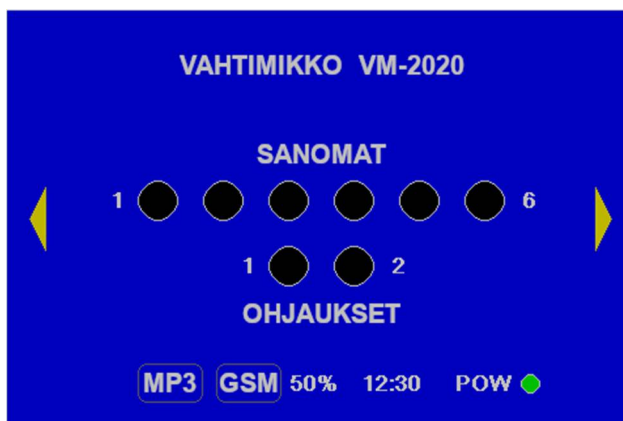 VAHTIMIKKO VM-2020
SANOMAT
1 6
1 2
OHJAUKSET
MP3 GSM 50% 12:30 POW